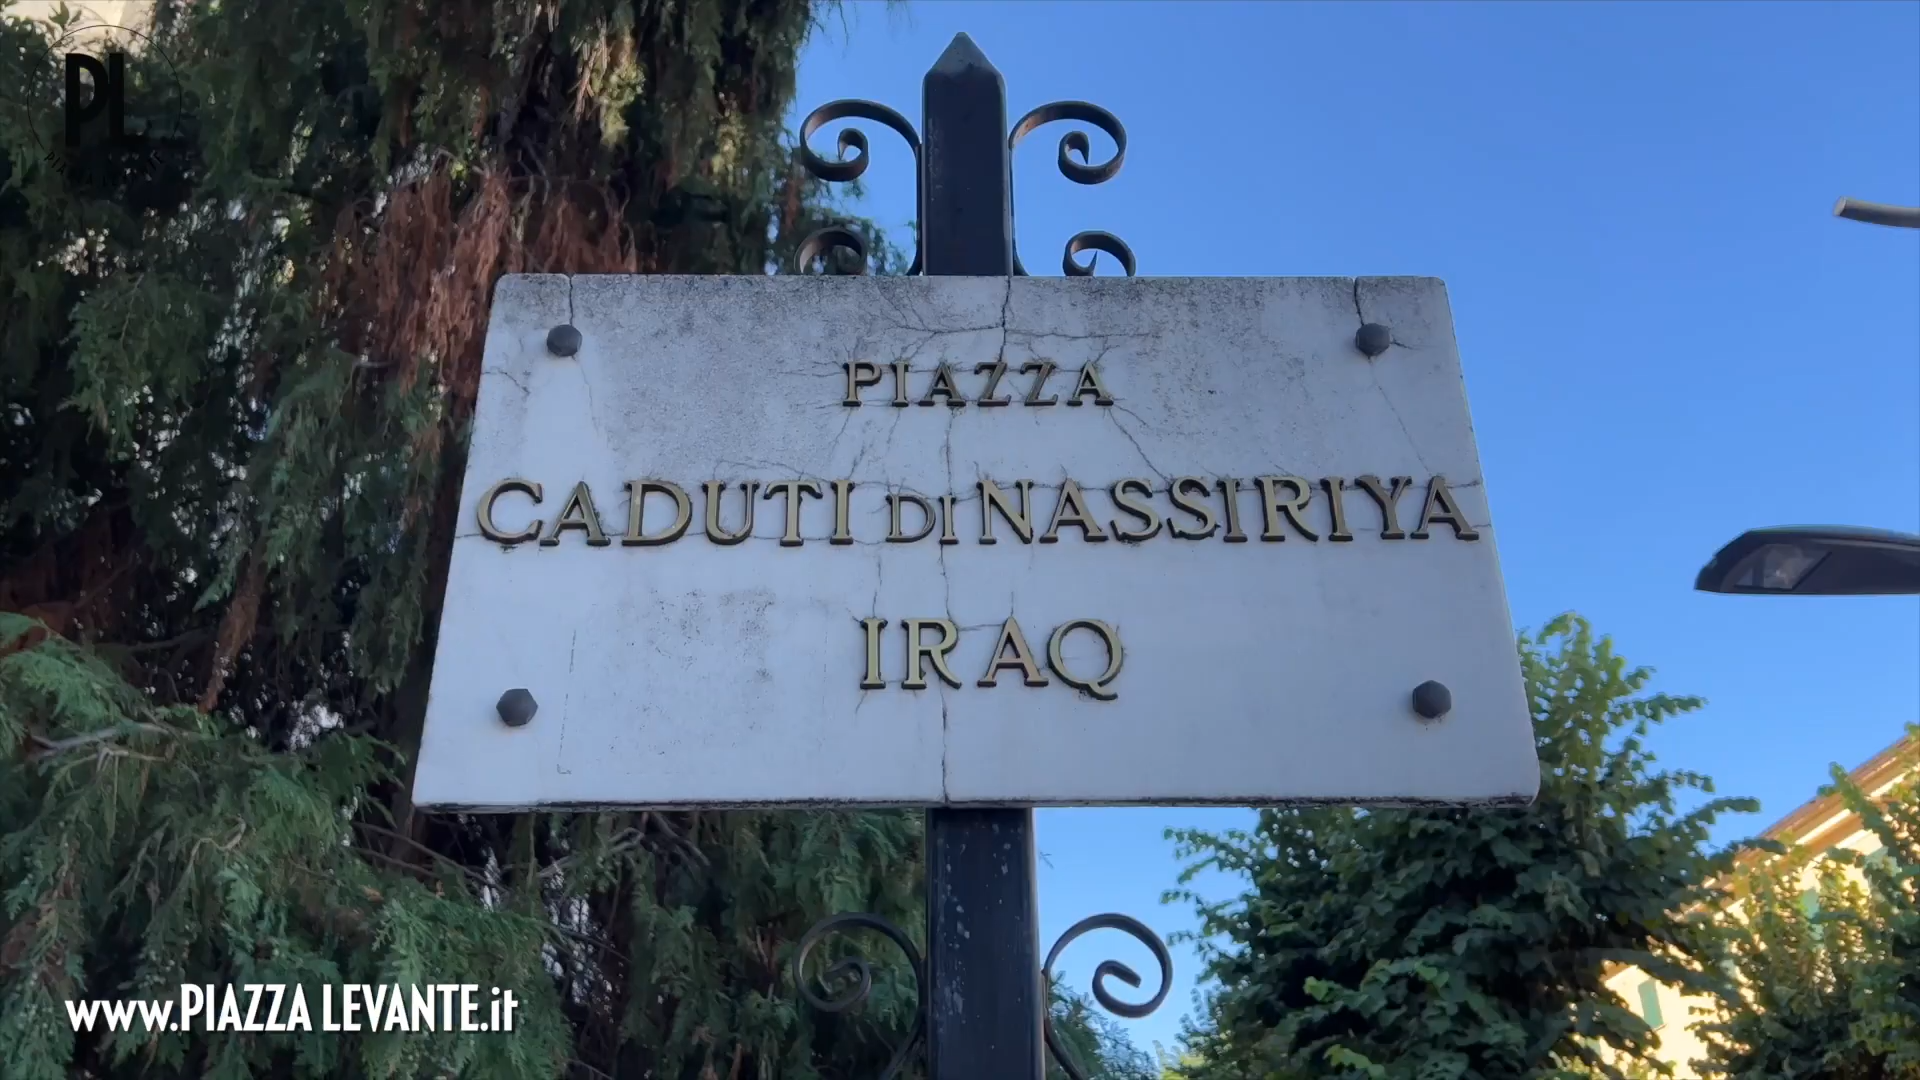 PL
PIAZZA
CADUTI DI NASSIRIYA
IRAQ
www.PIAZZA LEVANTE.it